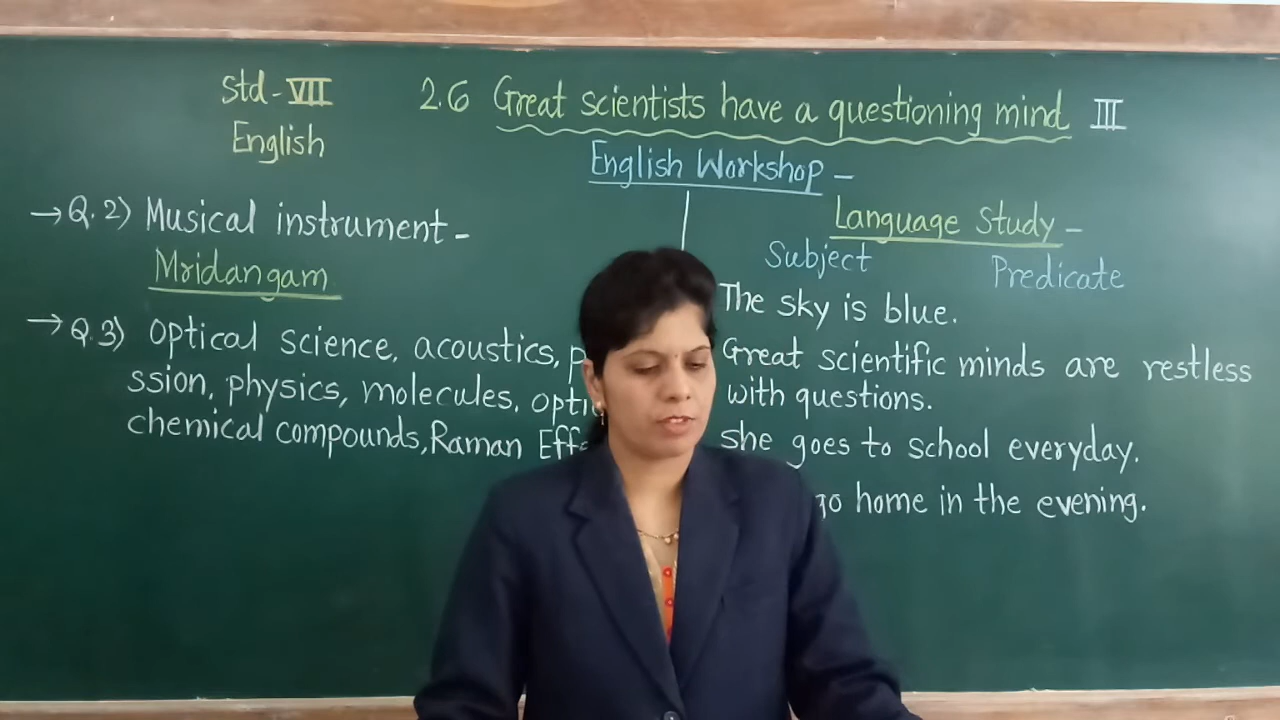 Std-VII
English
2.6 Great scientists have a questioning mind III
English Workshop -
→ Q.2) Musical instrument -
Mridangam
→ Q.3) Optical science, acoustics,
ssion, physics, molecules,
chemical compounds, Raman
Language Study -
Subject Predicate
The sky is blue.
Great scientific minds are restless
with questions.
she goes to school everyday.
go home in the evening.